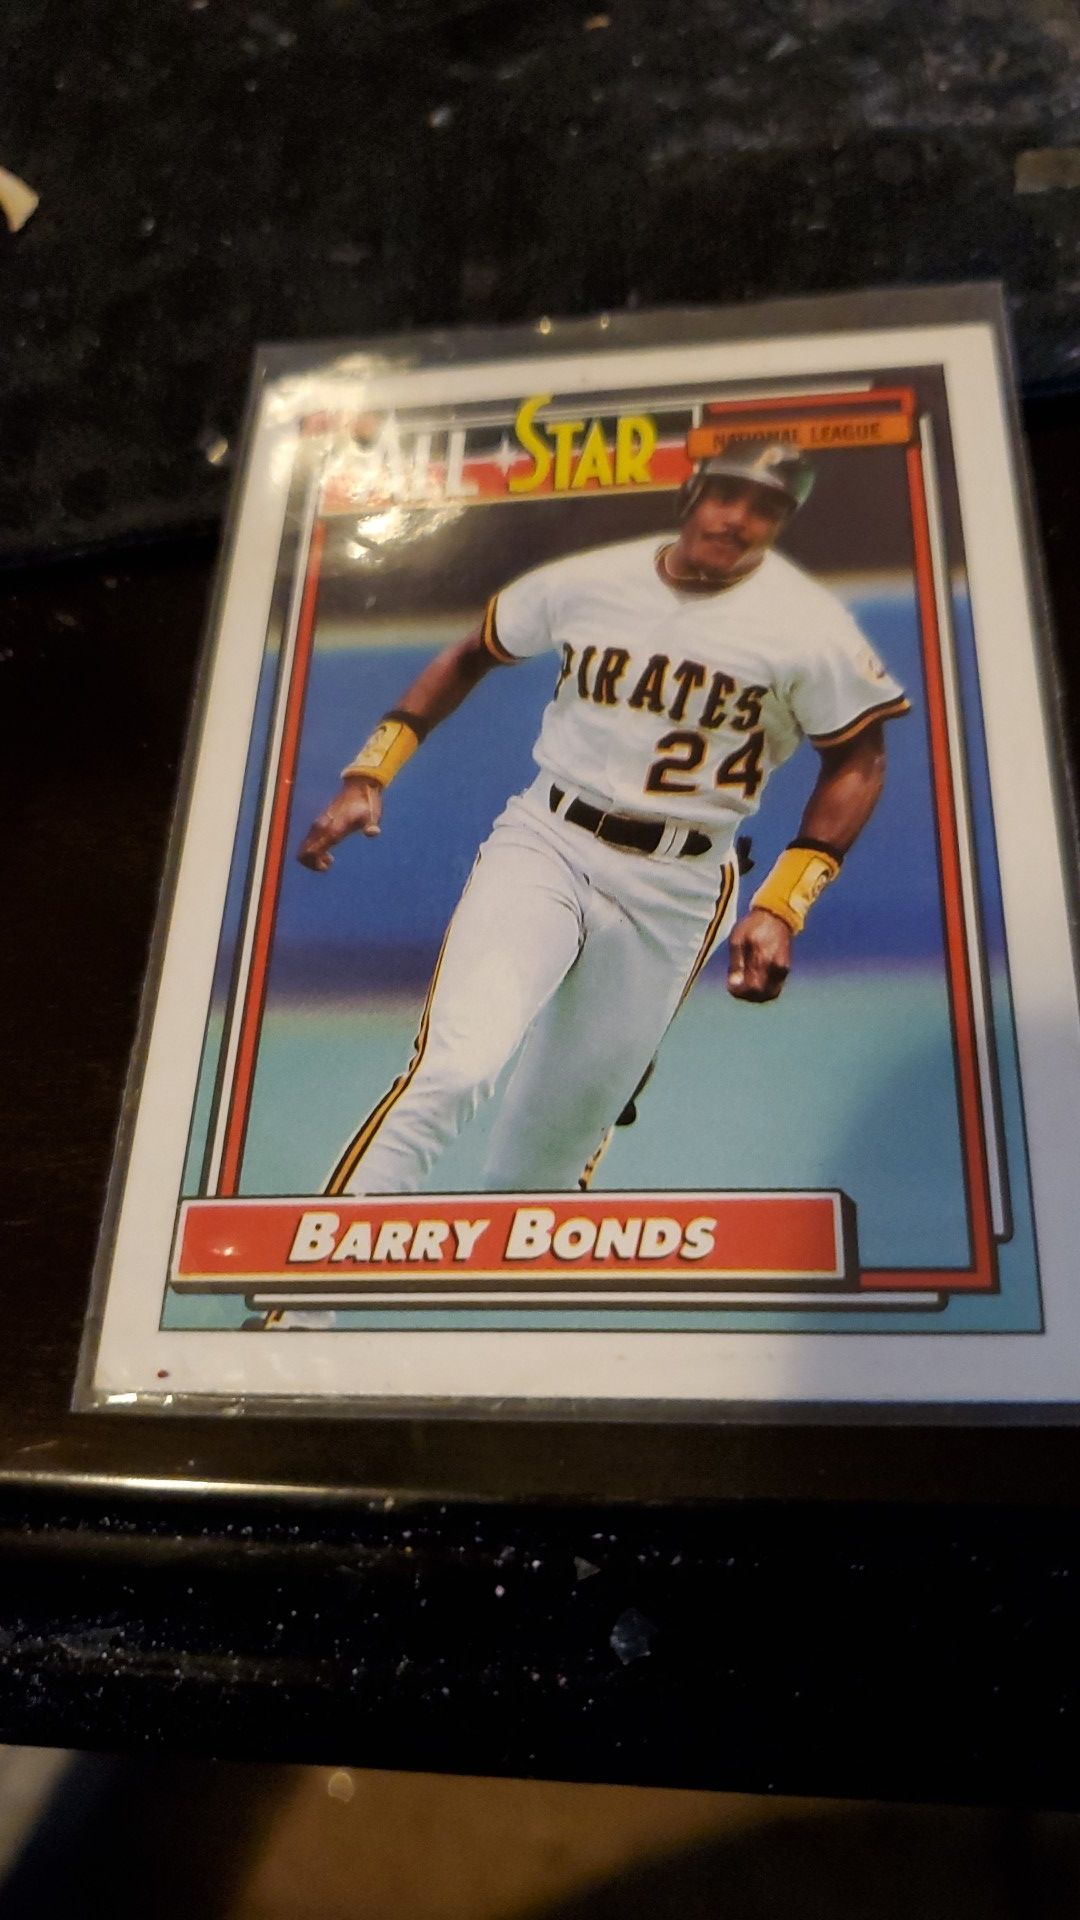 ALL STAR
NATIONAL LEAGUE
PIRATES
24
BARRY BONDS